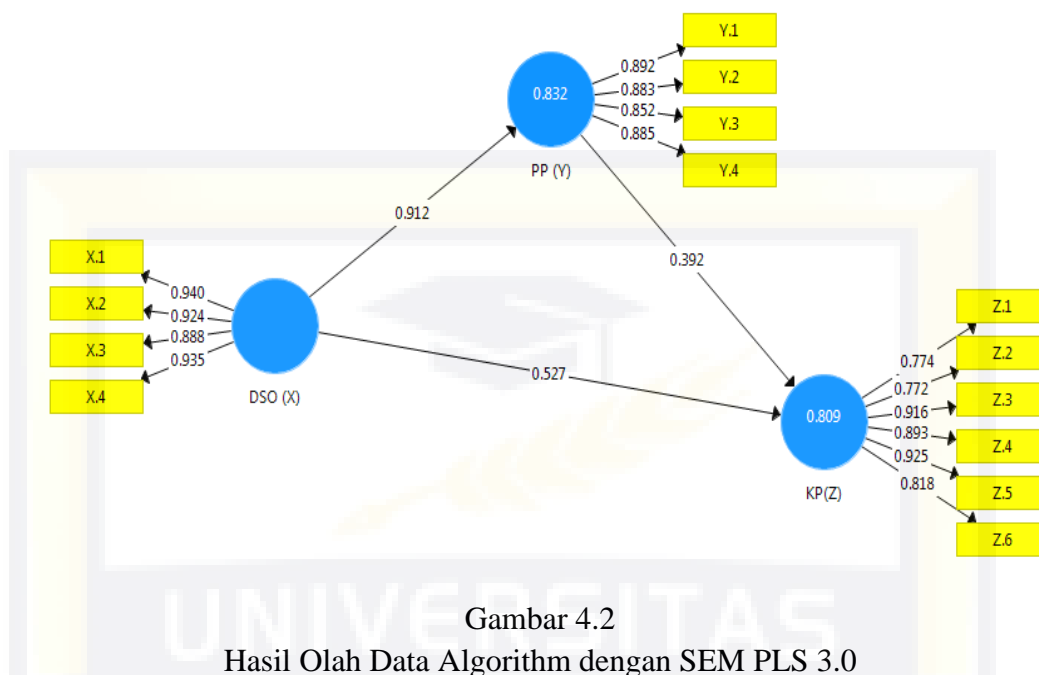 Y.1
0.892
Y.2
0.883
0.832
0.852
Y.3
0.885
PP (Y)
Y.4
0.912
X.1
0.392
0.940
X.2
0.924
Z.1
0.888
X.3
0.774
Z.2
0.935
0.527
0.772
X.4
DSO (X)
0.916
Z.3
0.809
0.893
Z.4
0.925
0.818
Z.5
KP(Z)
Z.6
UNIVERSITAS
Gambar 4.2
Hasil Olah Data Algorithm dengan SEM PLS 3.0